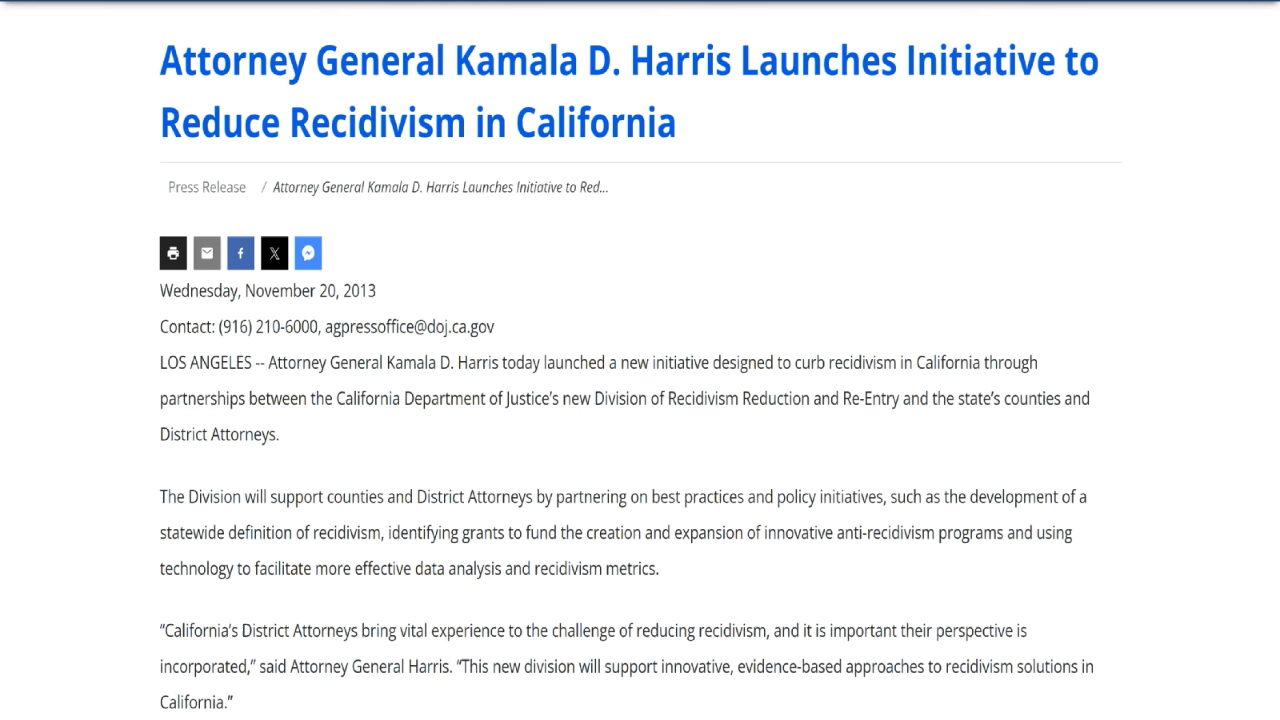 Attorney General Kamala D. Harris Launches Initiative to
Reduce Recidivism in California
Press Release / Attorney General Kamala D. Harris Launches Initiative to Red...
Wednesday, November 20, 2013
Contact: (916) 210-6000, agpressoffice@doj.ca.gov
LOS ANGELES -- Attorney General Kamala D. Harris today launched a new initiative designed to curb recidivism in California through
partnerships between the California Department of Justice’s new Division of Recidivism Reduction and Re-Entry and the state’s counties and
District Attorneys.
The Division will support counties and District Attorneys by partnering on best practices and policy initiatives, such as the development of a
statewide definition of recidivism, identifying grants to fund the creation and expansion of innovative anti-recidivism programs and using
technology to facilitate more effective data analysis and recidivism metrics.
“California’s District Attorneys bring vital experience to the challenge of reducing recidivism, and it is important their perspective is
incorporated,” said Attorney General Harris. “This new division will support innovative, evidence-based approaches to recidivism solutions in
California.”